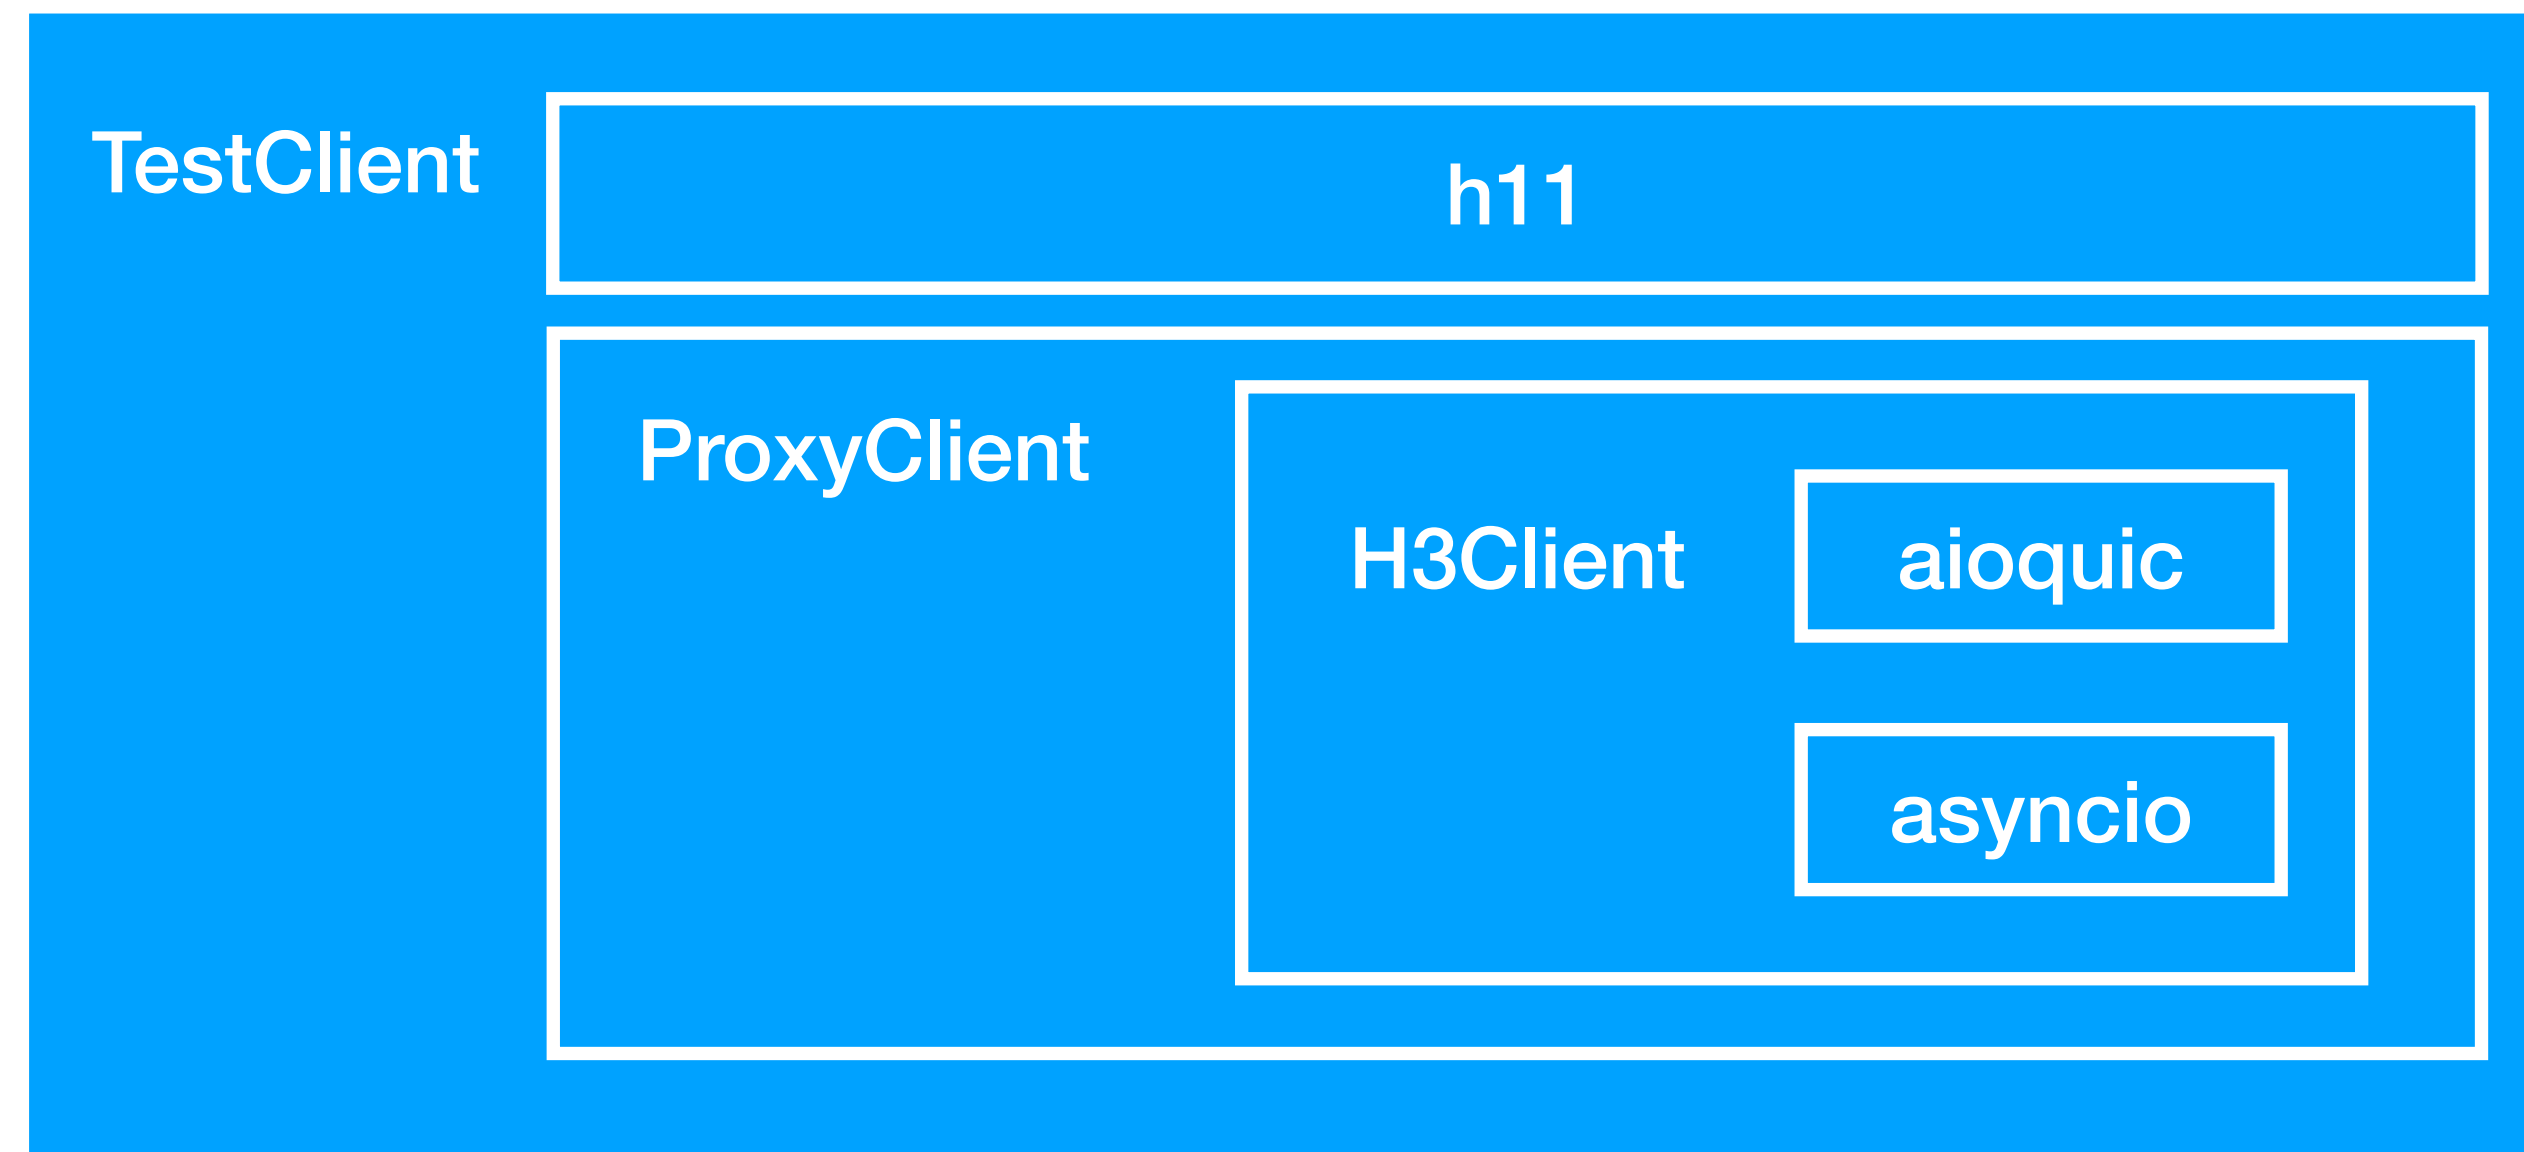 TestClient
h11
ProxyClient
H3Client
aioquic
asyncio